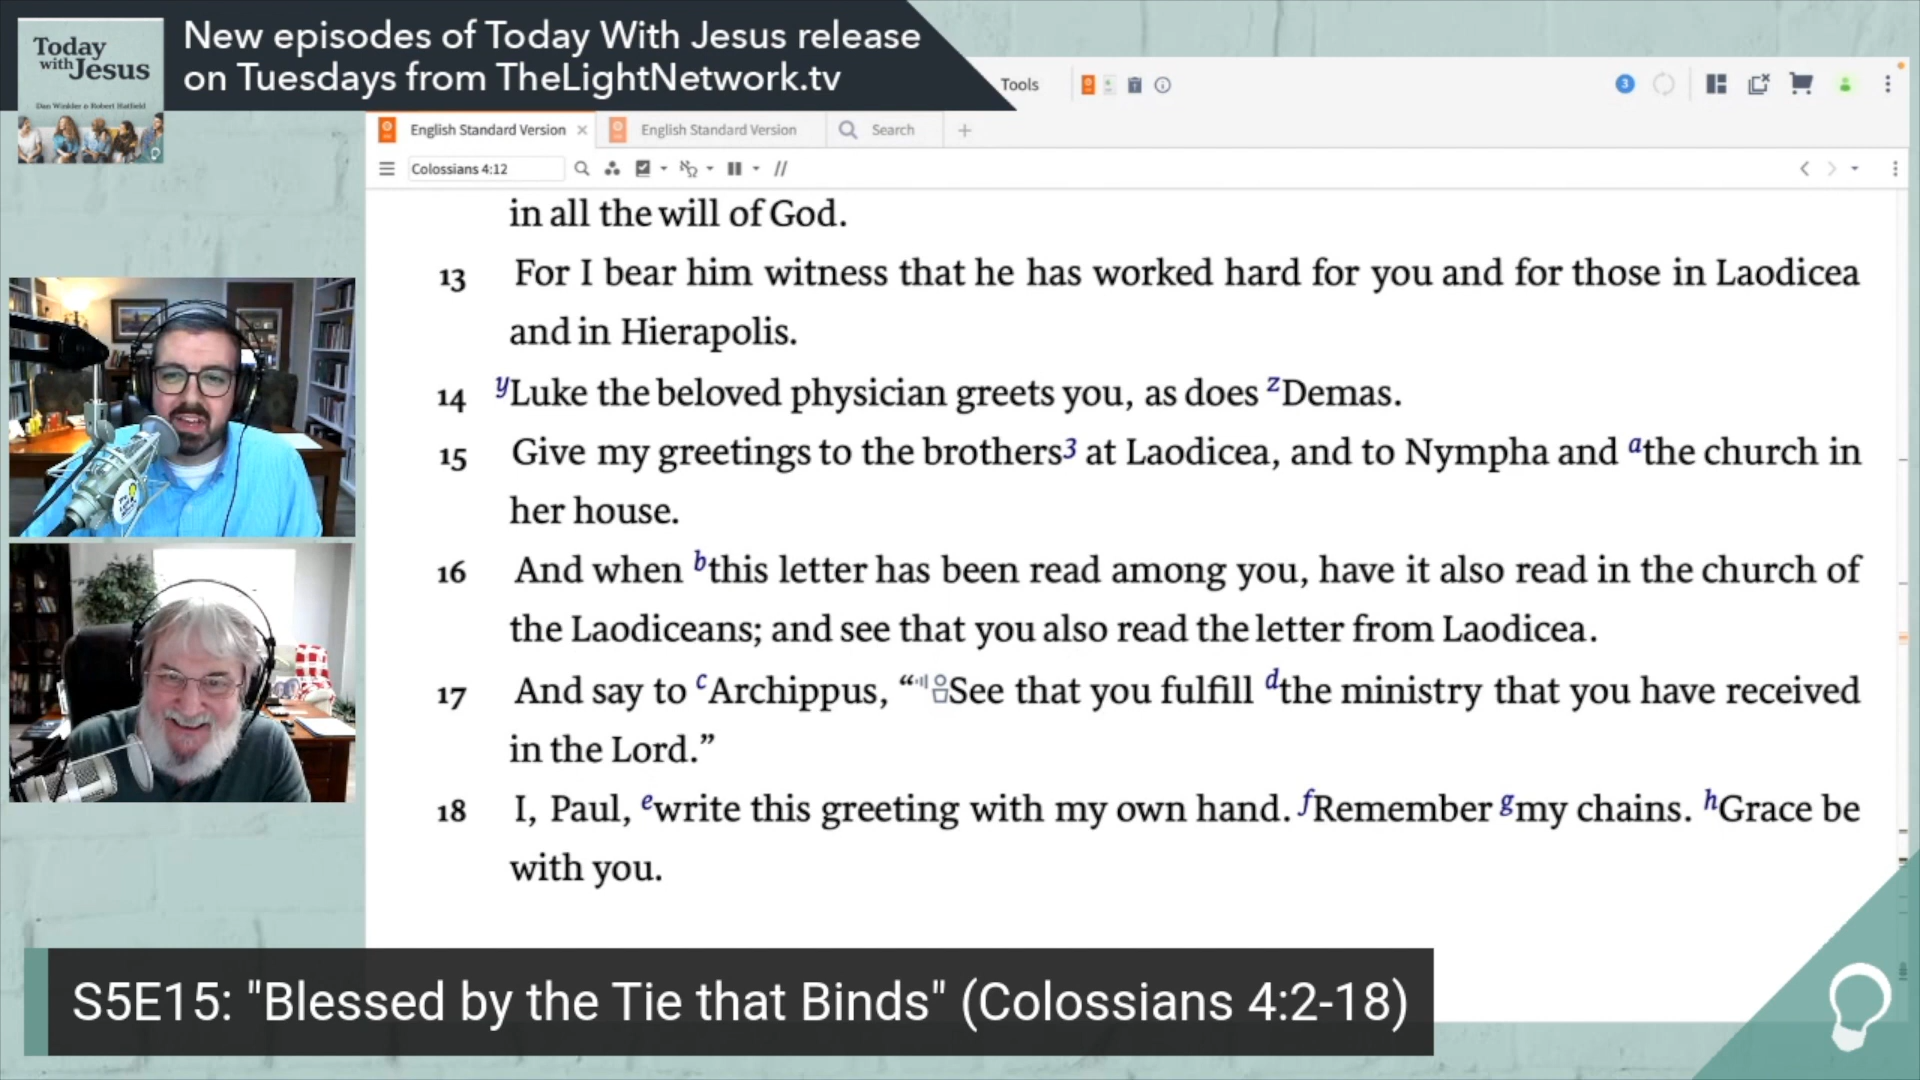 Today
with Jesus
Dan Winkler & Robert Hatfield
New episodes of Today With Jesus release
on Tuesdays from TheLightNetwork.tv
Tools
3
English Standard Version
English Standard Version
Search
Colossians 4:12
in all the will of God.
13 For I bear him witness that he has worked hard for you and for those in Laodicea
and in Hierapolis.
14 yLuke the beloved physician greets you, as does zDemas.
15 Give my greetings to the brothers3 at Laodicea, and to Nympha and athe church in
her house.
16 And when bthis letter has been read among you, have it also read in the church of
the Laodiceans; and see that you also read the letter from Laodicea.
17 And say to cArchippus, “See that you fulfill dthe ministry that you have received
in the Lord.”
18 I, Paul, ewrite this greeting with my own hand. fRemember gmy chains. hGrace be
with you.
S5E15: "Blessed by the Tie that Binds" (Colossians 4:2-18)